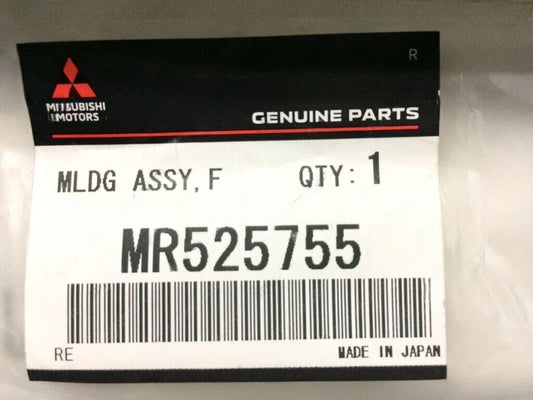 R
MITSUBISHI
MOTORS
GENUINE PARTS
MLDG ASSY,F QTY: 1
MR525755
RE MADE IN JAPAN